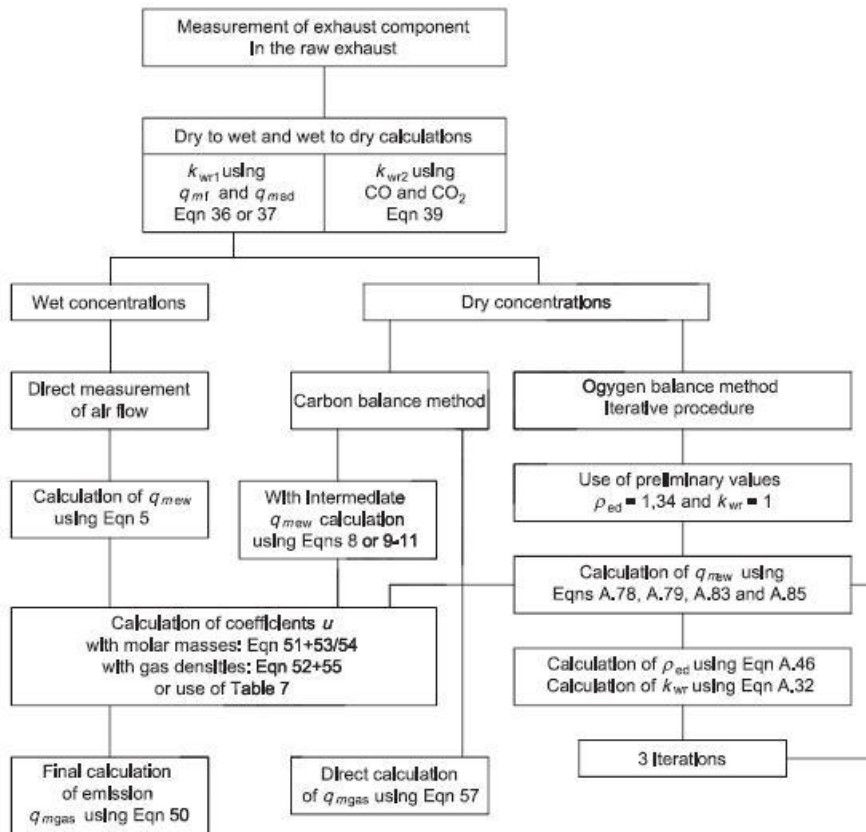 Measurement of exhaust component
In the raw exhaust
Dry to wet and wet to dry calculations
kwr1 using
qmf and qmad
Eqn 36 or 37
kwr2 using
CO and CO2
Eqn 39
Wet concentrations
Dry concentrations
Direct measurement
of air flow
Carbon balance method
Ogygen balance method
Iterative procedure
Calculation of qmew
using Eqn 5
With Intermediate
qmew calculation
using Eqns 8 or 9-11
Use of preliminary values
ρed = 1,34 and kwr = 1
Calculation of qmew using
Eqns A.78, A.79, A.83 and A.85
Calculation of coefficients u
with molar masses: Eqn 51+53/54
with gas densities: Eqn 52+55
or use of Table 7
Calculation of ρed using Eqn A.46
Calculation of kwr using Eqn A.32
3 Iterations
Final calculation
of emission
qmgas using Eqn 50
Direct calculation
of qmgas using Eqn 57